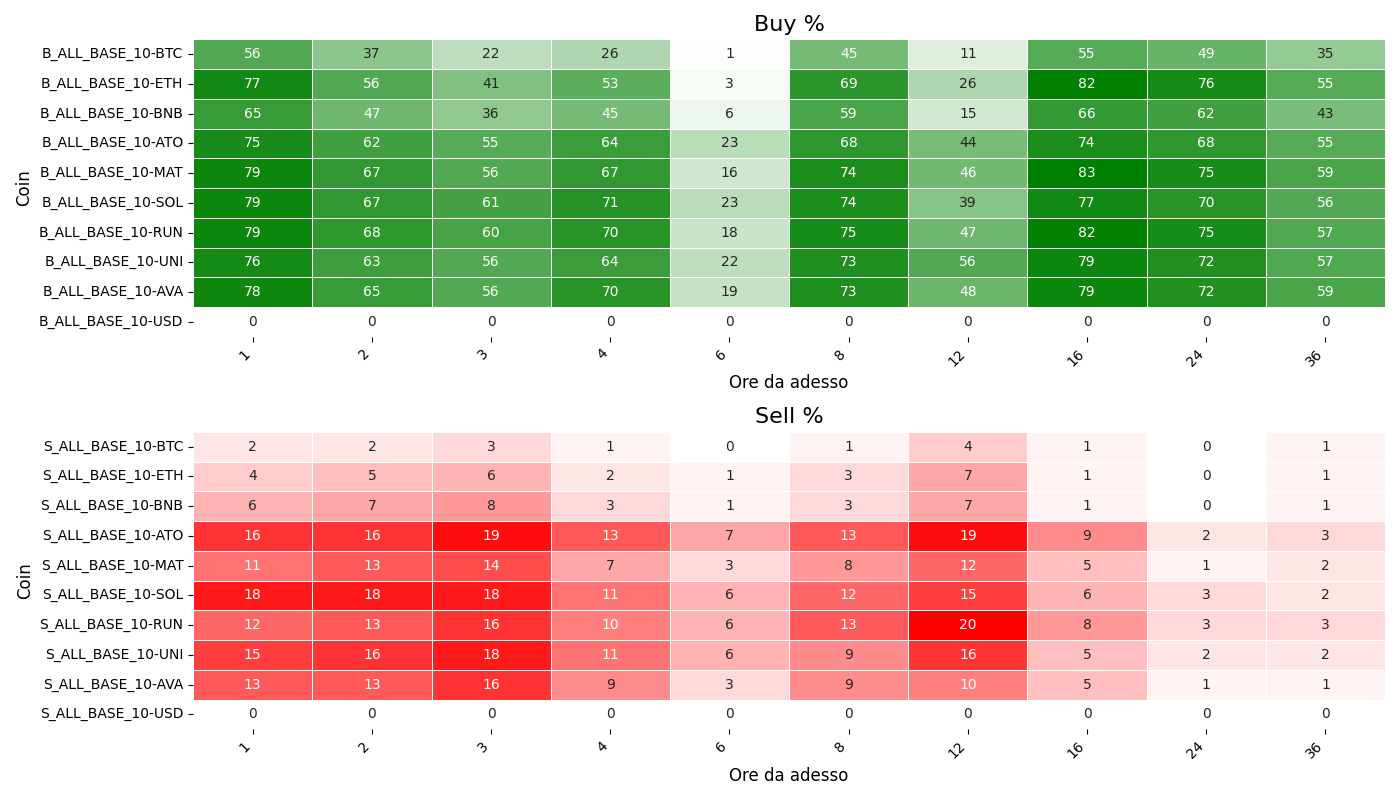 Buy %
Coin
B_ALL_BASE_10-BTC 56 37 22 26 1 45 11 55 49 35
B_ALL_BASE_10-ETH 77 56 41 53 3 69 26 82 76 55
B_ALL_BASE_10-BNB 65 47 36 45 6 59 15 66 62 43
B_ALL_BASE_10-ATO 75 62 55 64 23 68 44 74 68 55
B_ALL_BASE_10-MAT 79 67 56 67 16 74 46 83 75 59
B_ALL_BASE_10-SOL 79 67 61 71 23 74 39 77 70 56
B_ALL_BASE_10-RUN 79 68 60 70 18 75 47 82 75 57
B_ALL_BASE_10-UNI 76 63 56 64 22 73 56 79 72 57
B_ALL_BASE_10-AVA 78 65 56 70 19 73 48 79 72 59
B_ALL_BASE_10-USD 0 0 0 0 0 0 0 0 0 0
1 2 3 4 6 8 12 16 24 36
Ore da adesso
Sell %
Coin
S_ALL_BASE_10-BTC 2 2 3 1 0 1 4 1 0 1
S_ALL_BASE_10-ETH 4 5 6 2 1 3 7 1 0 1
S_ALL_BASE_10-BNB 6 7 8 3 1 3 7 1 0 1
S_ALL_BASE_10-ATO 16 16 19 13 7 13 19 9 2 3
S_ALL_BASE_10-MAT 11 13 14 7 3 8 12 5 1 2
S_ALL_BASE_10-SOL 18 18 18 11 6 12 15 6 3 2
S_ALL_BASE_10-RUN 12 13 16 10 6 13 20 8 3 3
S_ALL_BASE_10-UNI 15 16 18 11 6 9 16 5 2 2
S_ALL_BASE_10-AVA 13 13 16 9 3 9 10 5 1 1
S_ALL_BASE_10-USD 0 0 0 0 0 0 0 0 0 0
1 2 3 4 6 8 12 16 24 36
Ore da adesso